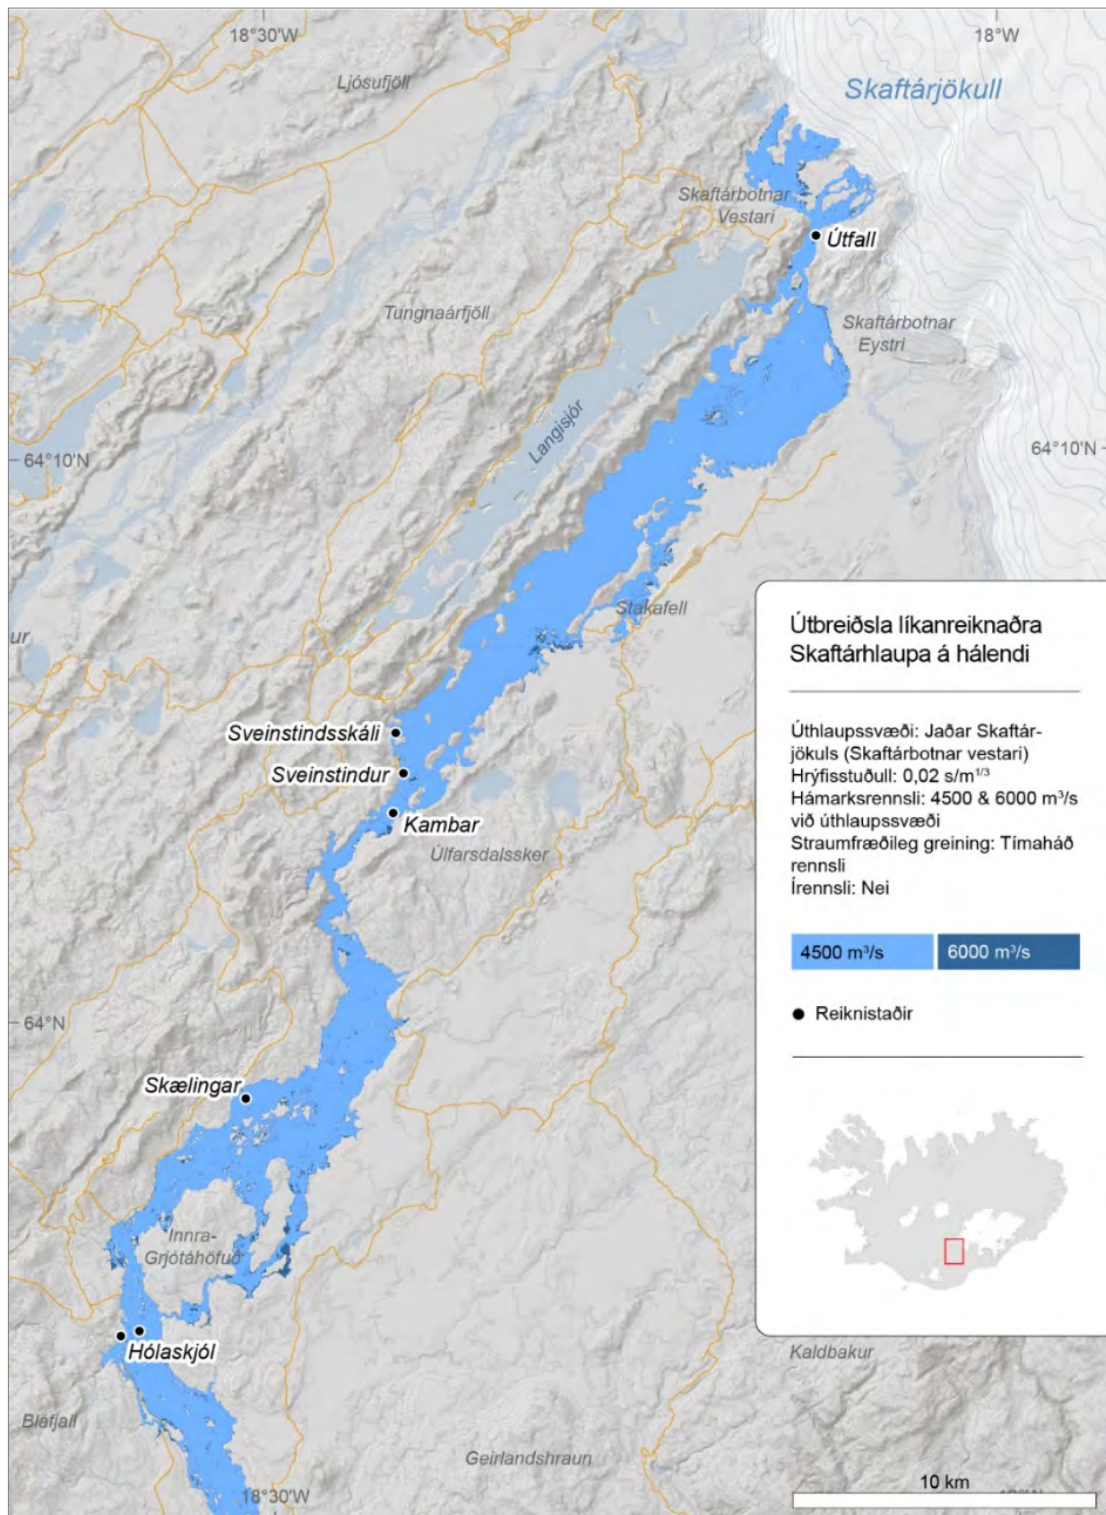 18°30'W
18°W
Ljósufjöll
Skaftárjökull
Skaftárbotnar
Vestari
Útfall
Tungnaárfjöll
Skaftárbotnar
Eystri
Langisjór
64°10'N
64°10'N
Stakafell
ur
Útbreiðsla líkanreiknaðra
Skaftárhlaupa á hálendi
Úthlaupssvæði: Jaðar Skaftár-
jökuls (Skaftárbotnar vestari)
Hrýfisstuðull: 0,02 s/m¹/³
Hámarksrennsli: 4500 & 6000 m³/s
við úthlaupssvæði
Straumfræðileg greining: Tímaháð
rennsli
Írennsli: Nei
4500 m³/s
6000 m³/s
Reiknistaðir
Sveinstindsskáli
Sveinstindur
Kambar
Úlfarsdalssker
64°N
Skælingar
Innra-
Grjótáhöfuð
Hólaskjól
Kaldbakur
Bláfjall
Geirlandshraun
10 km
18°30'W